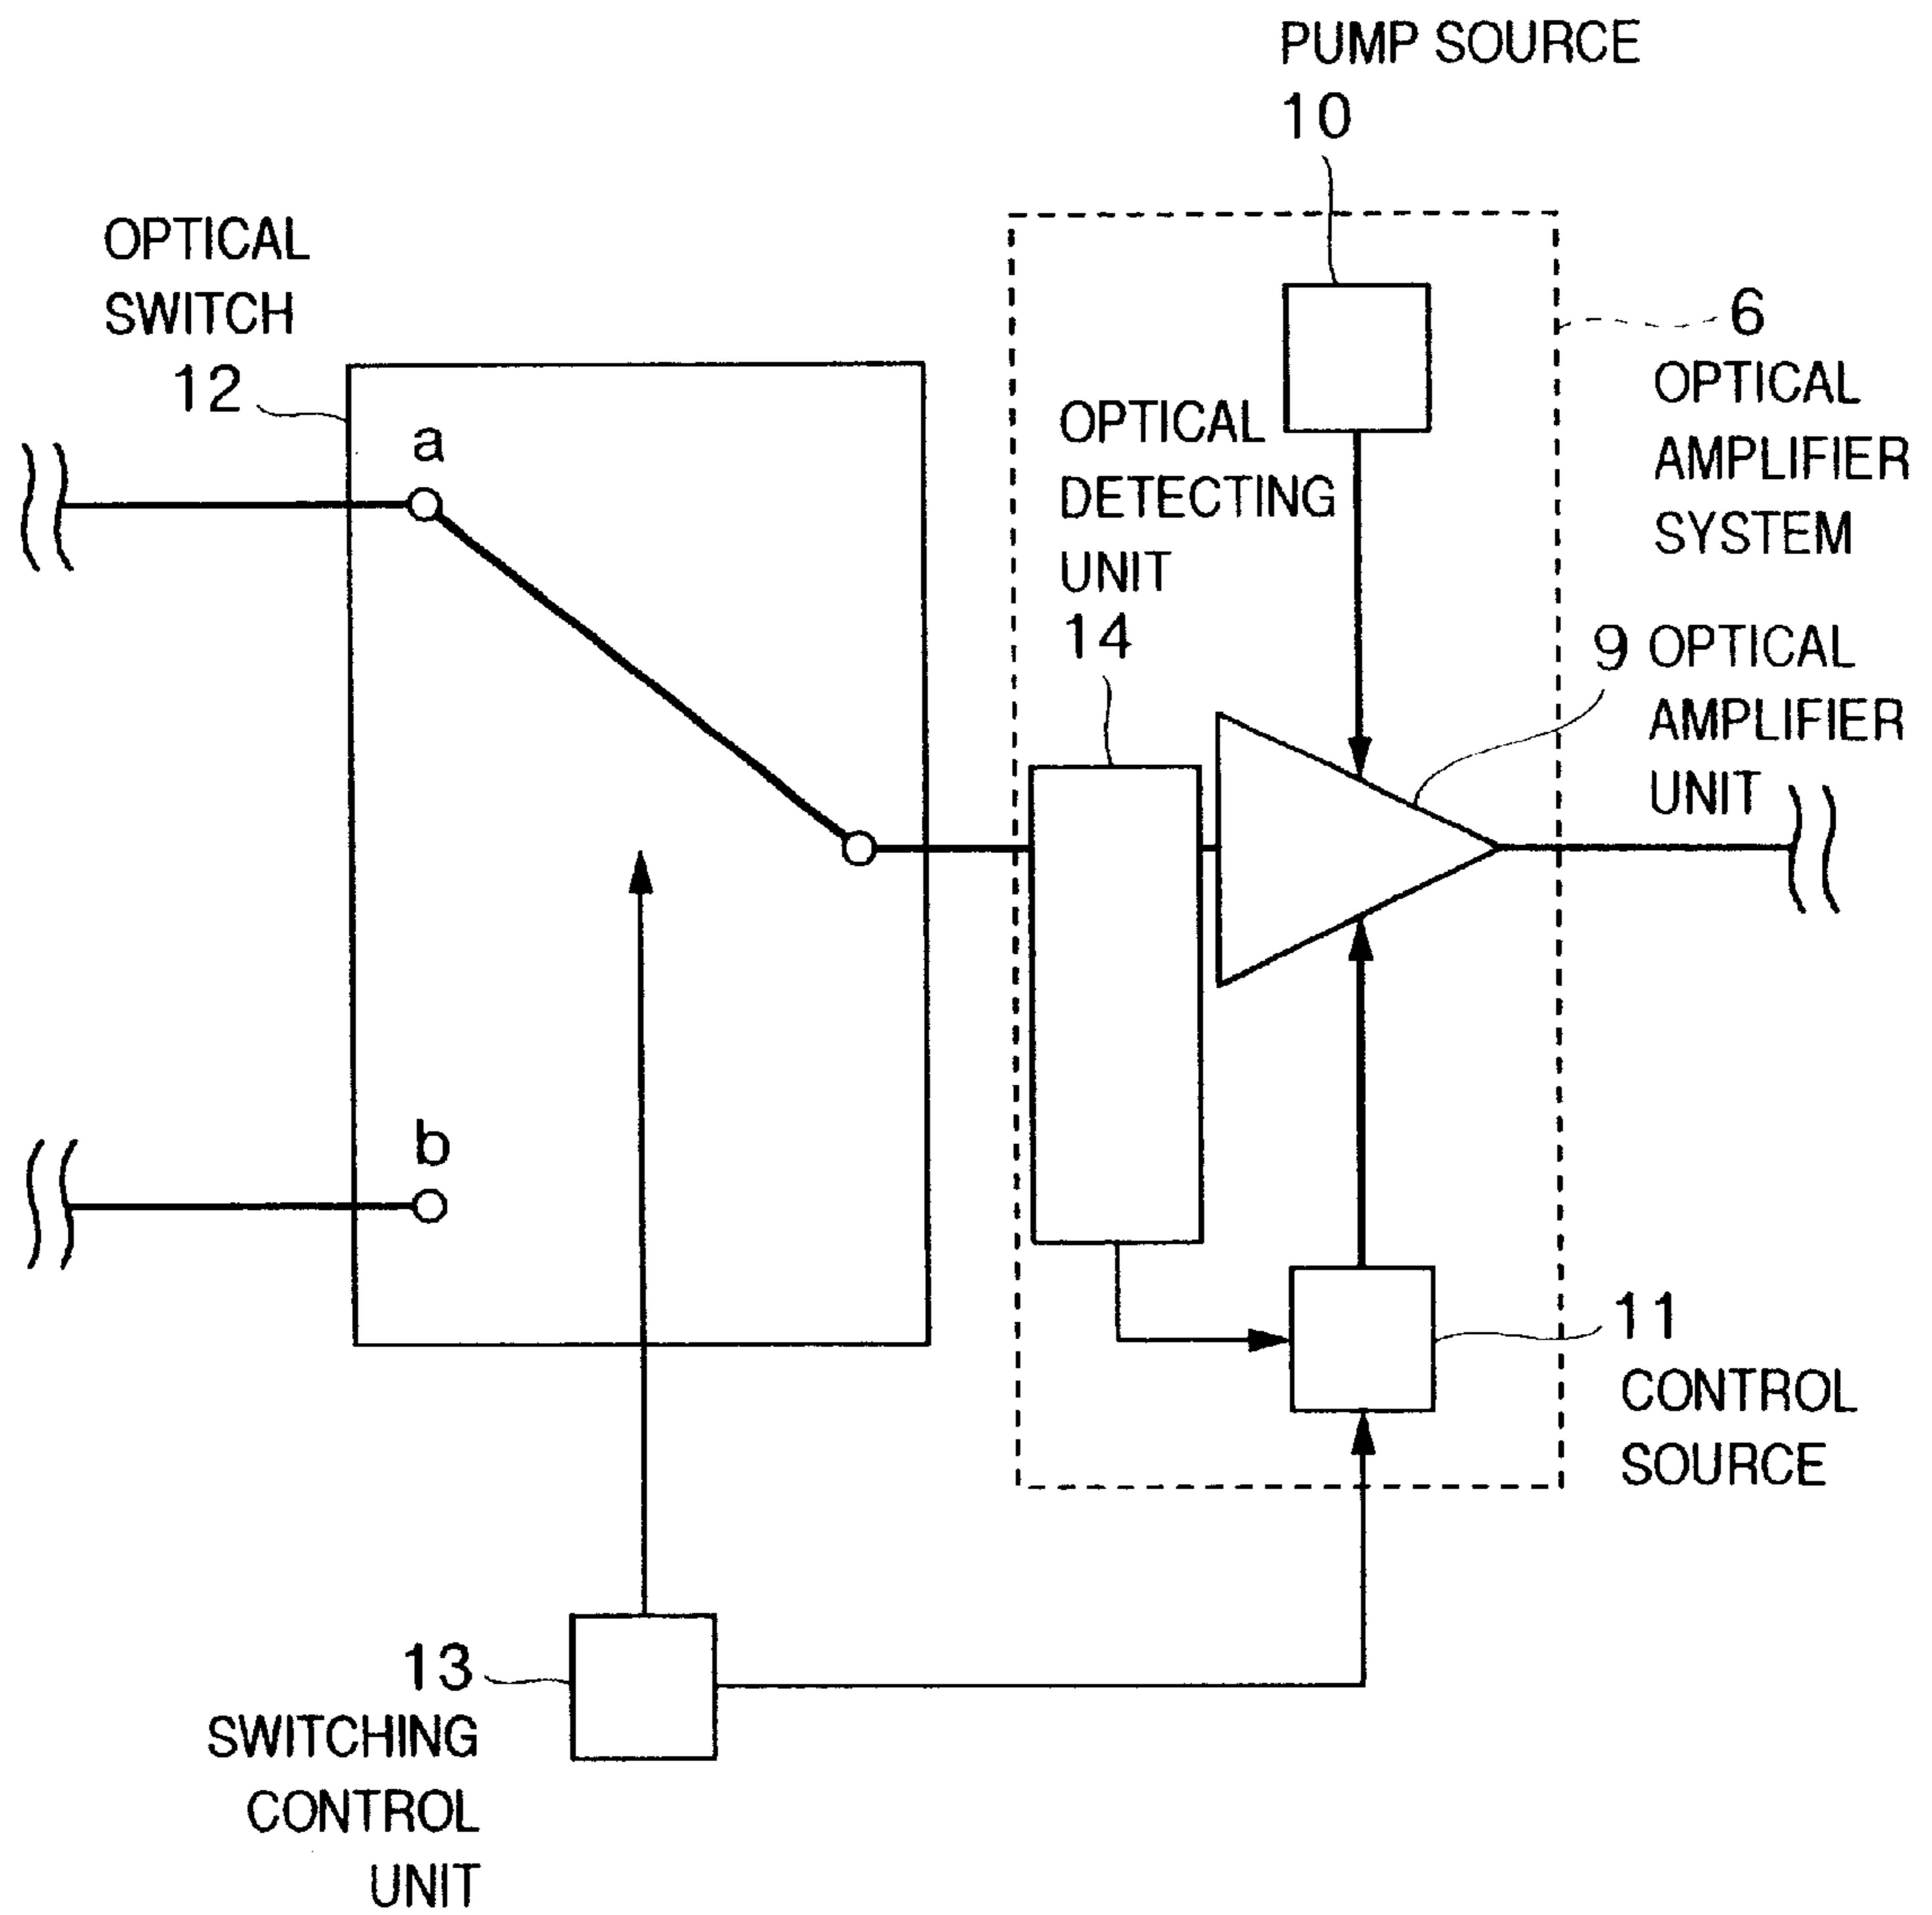 PUMP SOURCE
10
OPTICAL
SWITCH
12
a
b
OPTICAL
DETECTING
UNIT
14
6
OPTICAL
AMPLIFIER
SYSTEM
9 OPTICAL
AMPLIFIER
UNIT
11
CONTROL
SOURCE
13
SWITCHING
CONTROL
UNIT